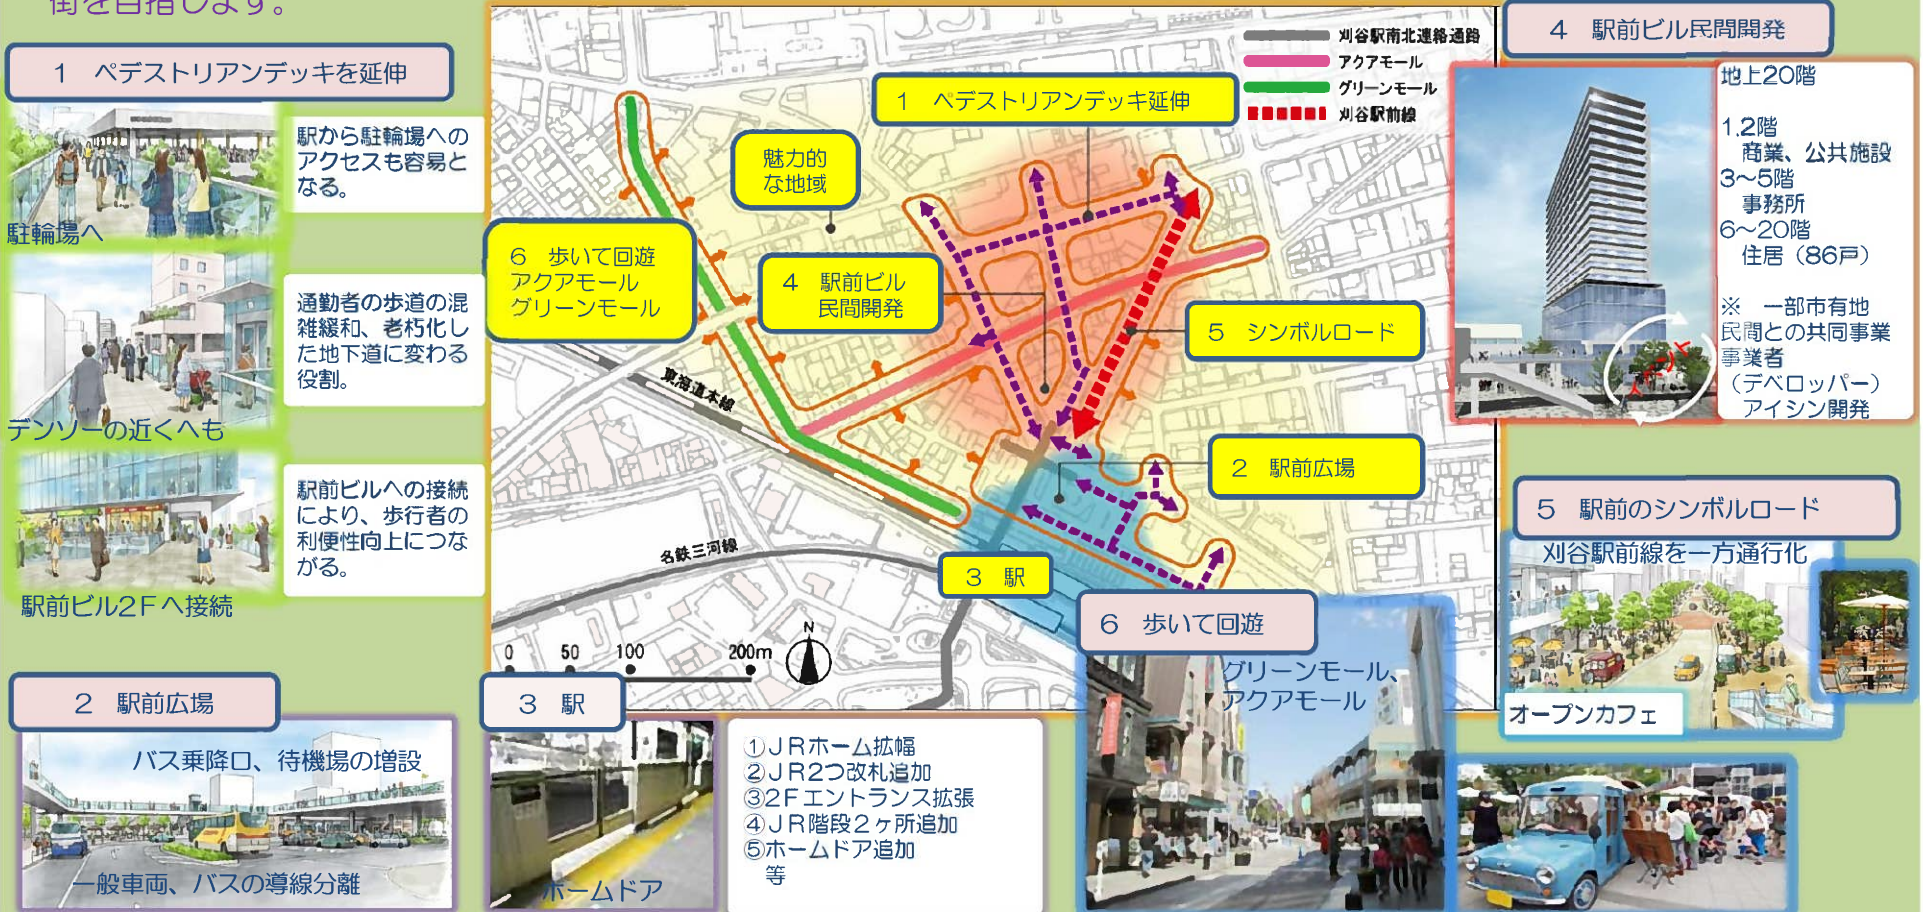 街を目指します。
1 ペデストリアンデッキを延伸
駅から駐輪場への
アクセスも容易と
なる。
駐輪場へ
通勤者の歩道の混
雑緩和、老朽化し
た地下道に変わる
役割。
デンソーの近くへも
駅前ビルへの接続
により、歩行者の
利便性向上につな
がる。
駅前ビル2Fへ接続
2 駅前広場
バス乗降口、待機場の増設
一般車両、バスの導線分離
刈谷駅南北連絡通路
アクアモール
グリーンモール
刈谷駅前線
1 ペデストリアンデッキ延伸
魅力的
な地域
6 歩いて回遊
アクアモール
グリーンモール
4 駅前ビル
民間開発
5 シンボルロード
東海道本線
2 駅前広場
名鉄三河線
3 駅
0 50 100 200m
N
3 駅
ホームドア
①JRホーム拡幅
②JR2つ改札追加
③2Fエントランス拡張
④JR階段2ヶ所追加
⑤ホームドア追加
等
6 歩いて回遊
グリーンモール、
アクアモール
4 駅前ビル民間開発
地上20階
1.2階
商業、公共施設
3～5階
事務所
6～20階
住居（86戸）
※ 一部市有地
民間との共同事業
事業者
（デベロッパー）
アイシン開発
イメージ
5 駅前のシンボルロード
刈谷駅前線を一方通行化
オープンカフェ